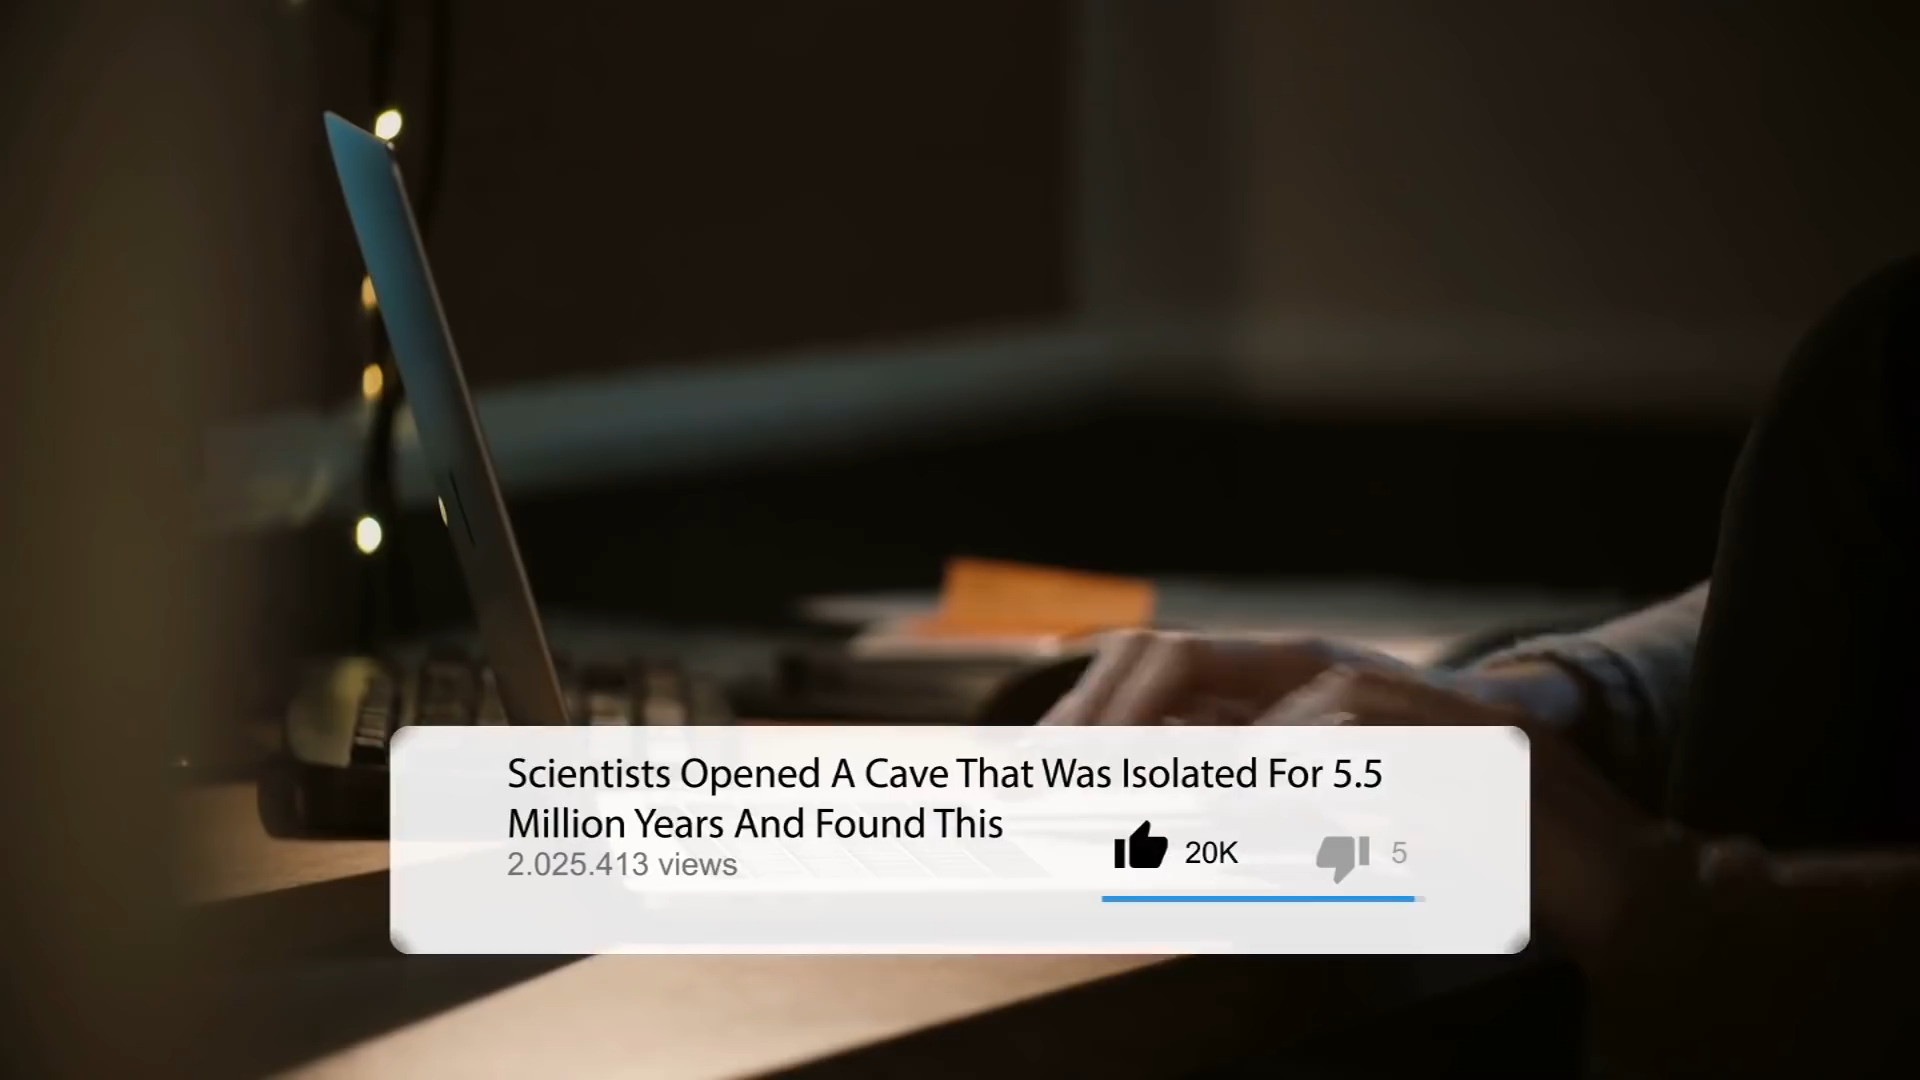 Scientists Opened A Cave That Was Isolated For 5.5
Million Years And Found This
2.025.413 views
20K
5